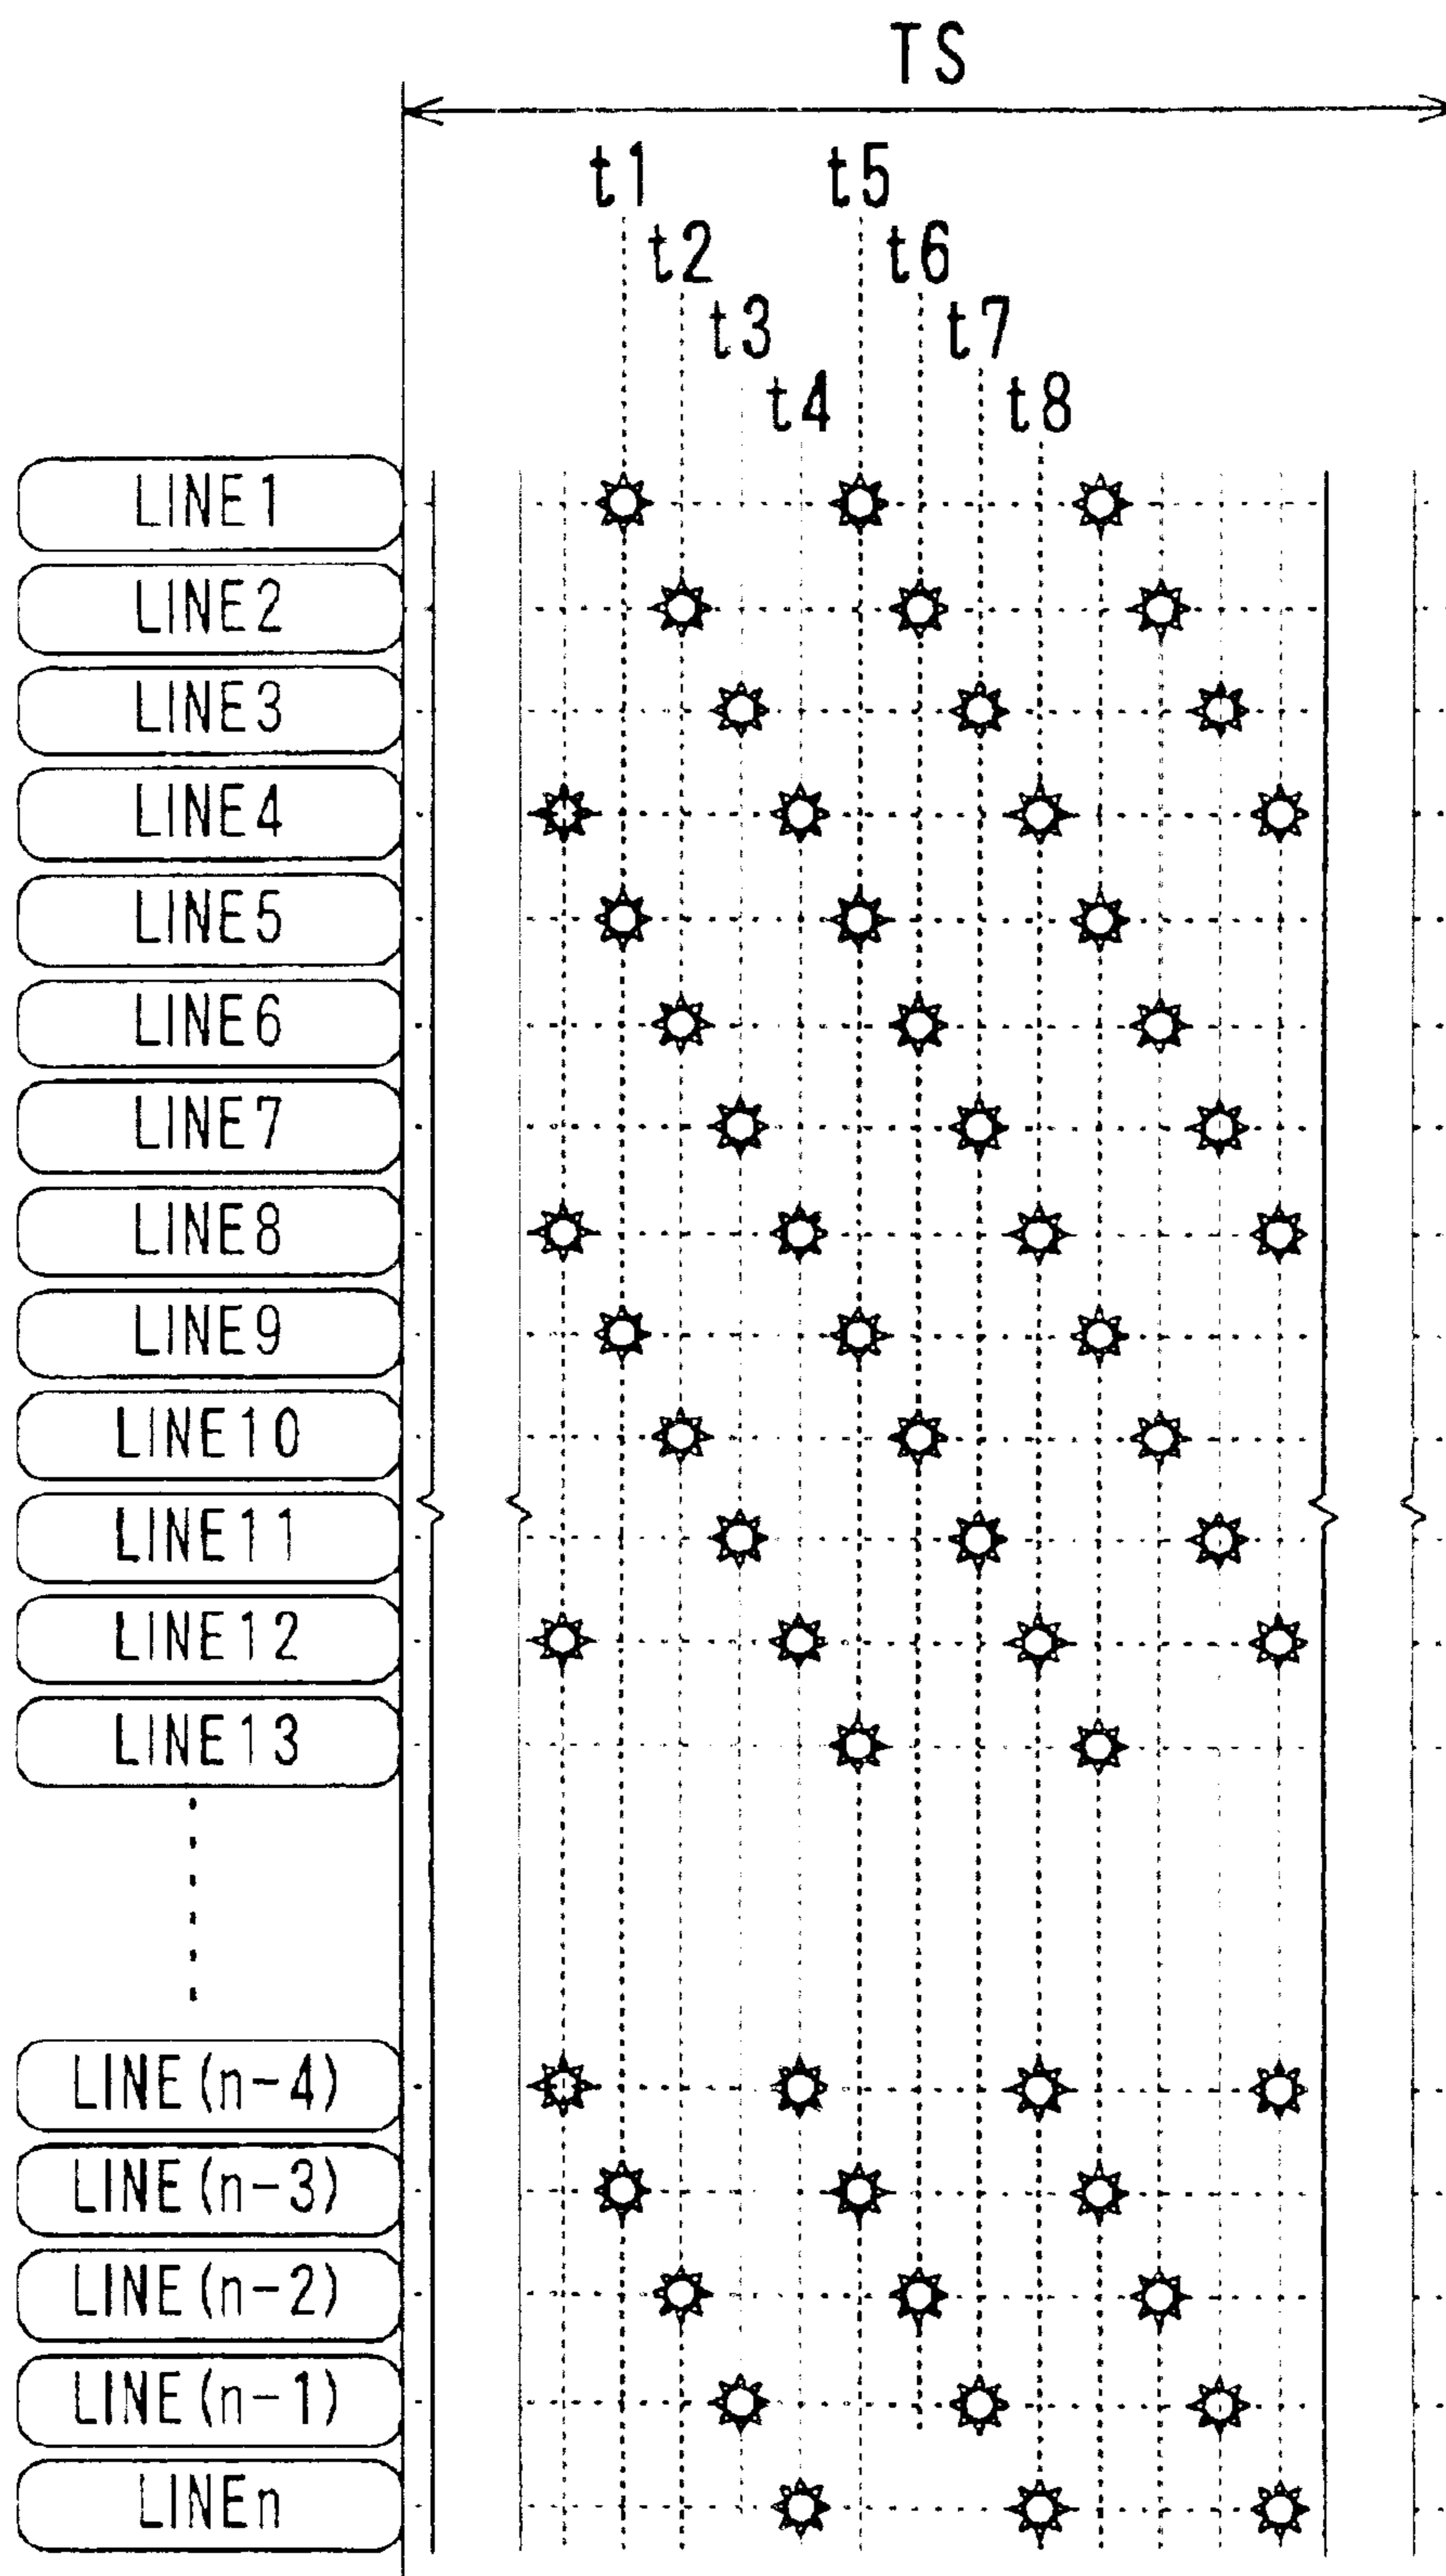 TS
t1 t5
t2 t6
t3 t7
t4 t8
LINE1
LINE2
LINE3
LINE4
LINE5
LINE6
LINE7
LINE8
LINE9
LINE10
LINE11
LINE12
LINE13
LINE(n-4)
LINE(n-3)
LINE(n-2)
LINE(n-1)
LINEn